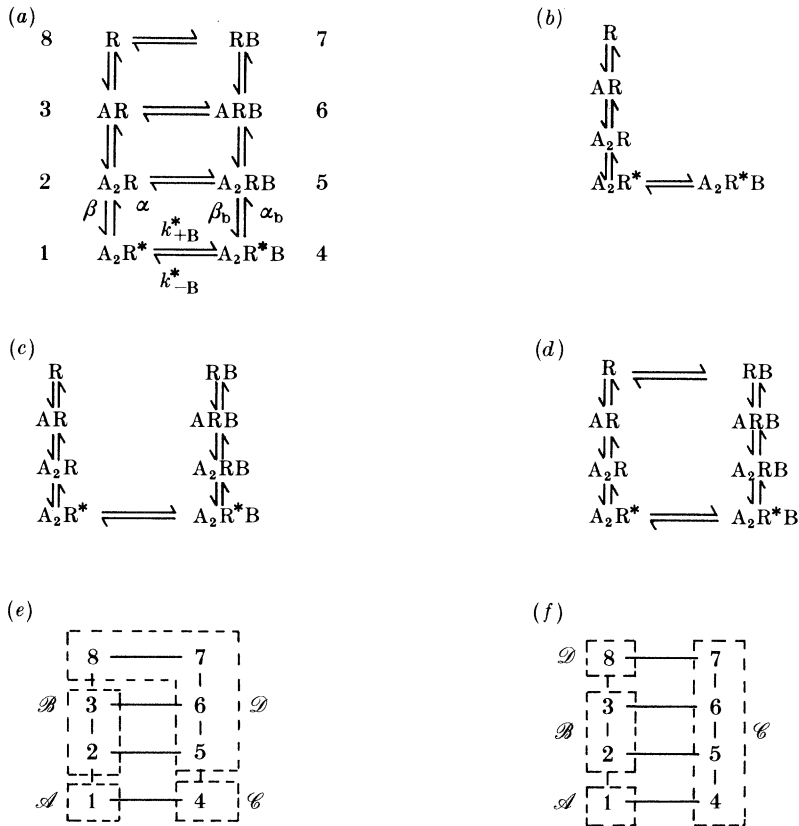 (a)
8 R RB 7
3 AR ARB 6
2 A₂R A₂RB 5
β α β_b α_b
k*₊B
1 A₂R* A₂R*B 4
k*₋B
(b)
R
AR
A₂R
A₂R* A₂R*B
(c)
R RB
AR ARB
A₂R A₂RB
A₂R* A₂R*B
(d)
R RB
AR ARB
A₂R A₂RB
A₂R* A₂R*B
(e)
8 7
ℬ 3 6 𝒟
2 5
𝒜 1 4 𝒞
(f)
𝒟 8 7
3 6
ℬ 𝒞
2 5
𝒜 1 4